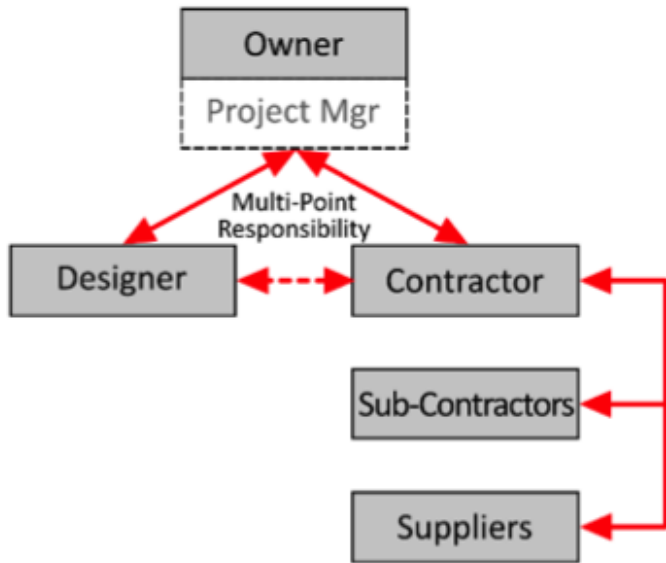 Owner
Project Mgr
Multi-Point
Responsibility
Designer
Contractor
Sub-Contractors
Suppliers